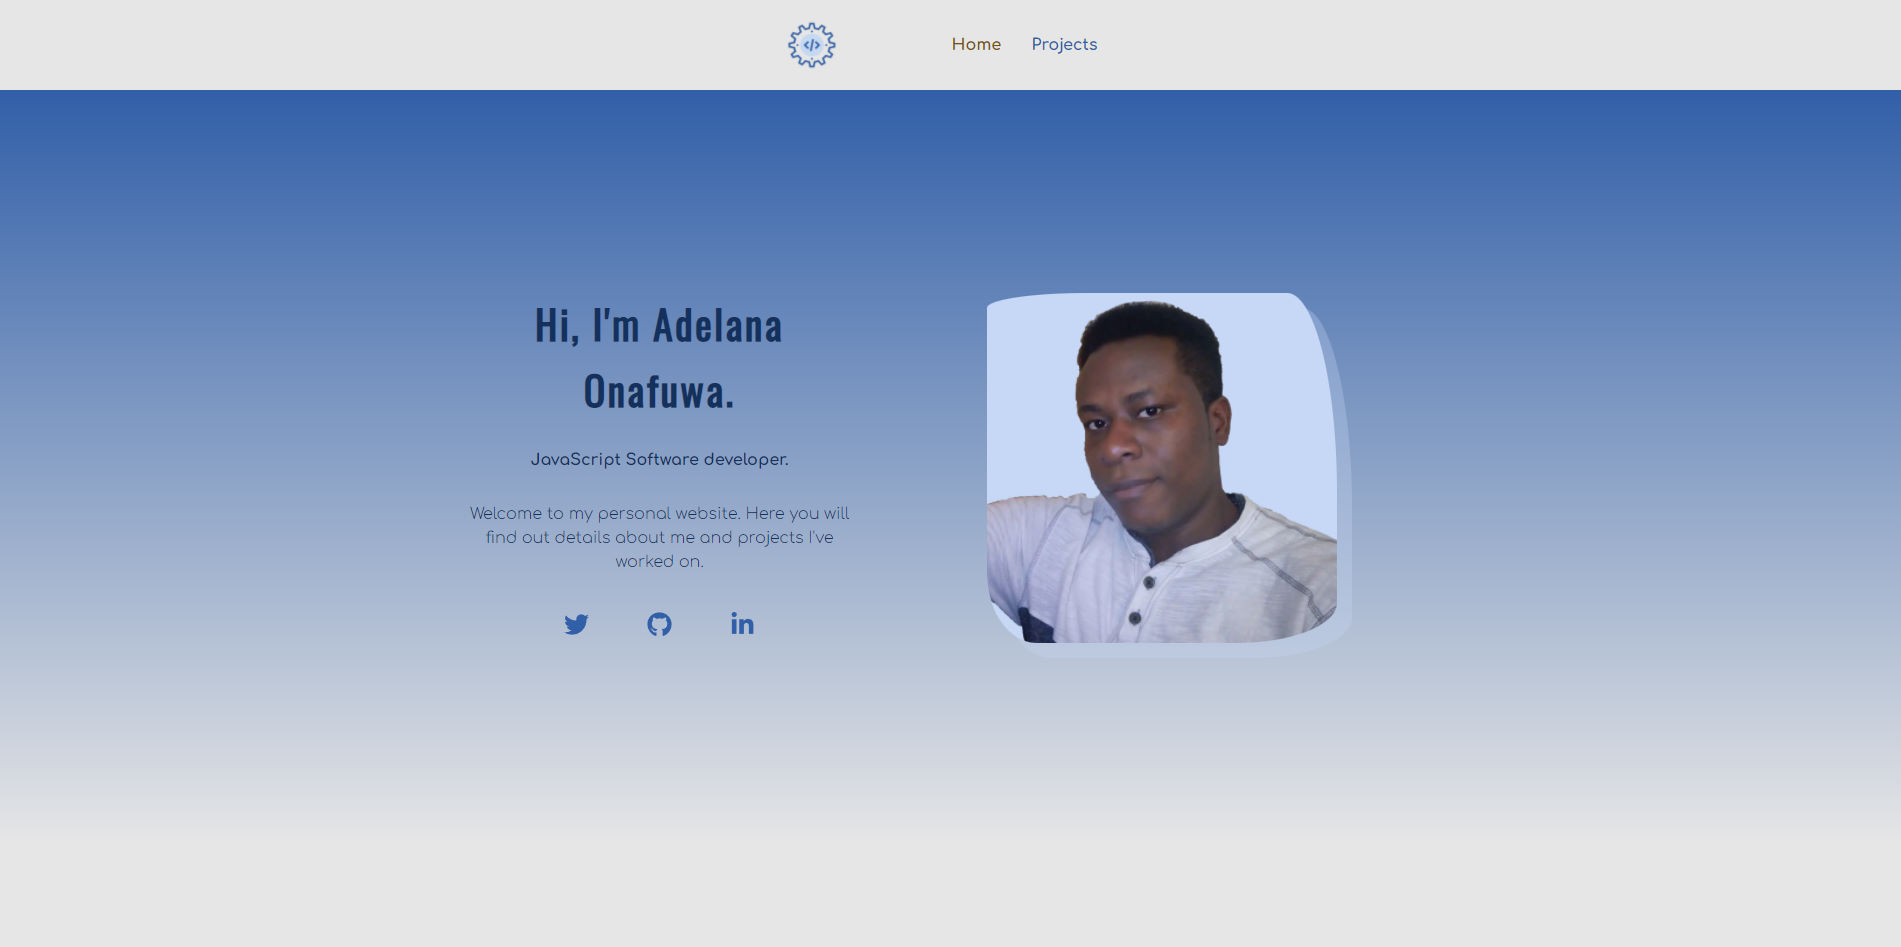 </>
Home Projects
Hi, I'm Adelana
Onafuwa.
JavaScript Software developer.
Welcome to my personal website. Here you will
find out details about me and projects I've
worked on.
in